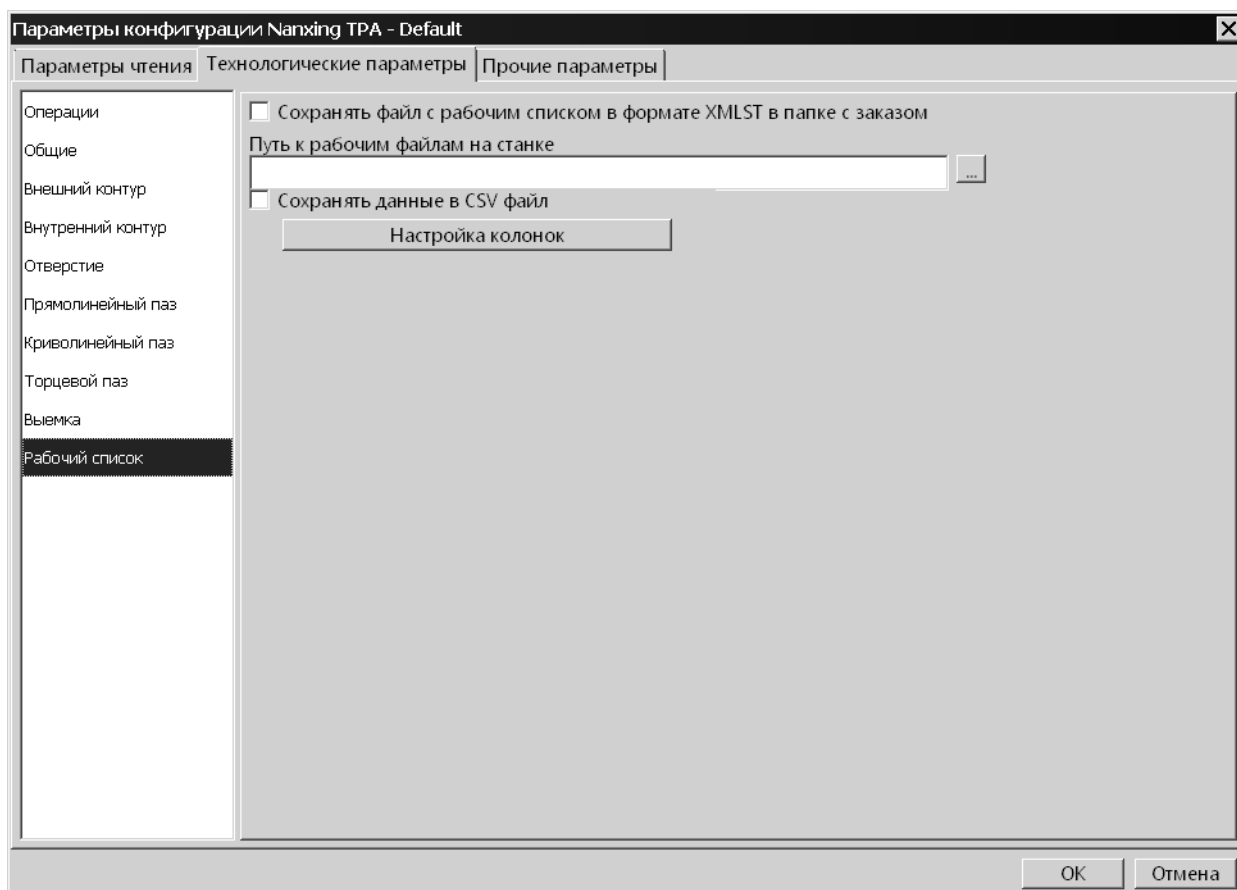 Параметры конфигурации Nanxing TPA - Default
Параметры чтения Технологические параметры Прочие параметры
Операции
Общие
Внешний контур
Внутренний контур
Отверстие
Прямолинейный паз
Криволинейный паз
Торцевой паз
Выемка
Рабочий список
Сохранять файл с рабочим списком в формате XMLST в папке с заказом
Путь к рабочим файлам на станке
...
Сохранять данные в CSV файл
Настройка колонок
OK Отмена